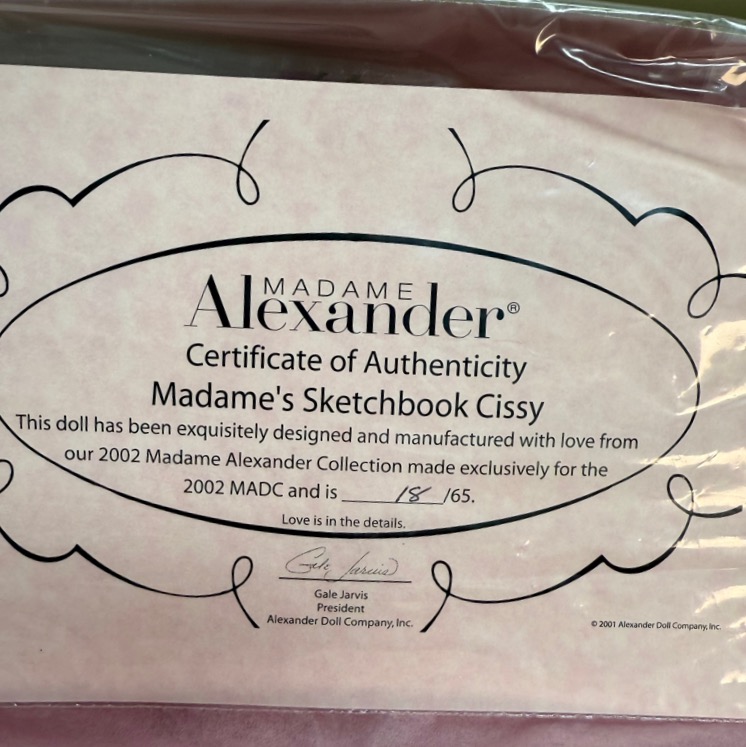 MADAME
Alexander®
Certificate of Authenticity
Madame's Sketchbook Cissy
This doll has been exquisitely designed and manufactured with love from
our 2002 Madame Alexander Collection made exclusively for the
2002 MADC and is ____18__/65.
Love is in the details.
Gale Jarvis
Gale Jarvis
President
Alexander Doll Company, Inc.
© 2001 Alexander Doll Company, Inc.